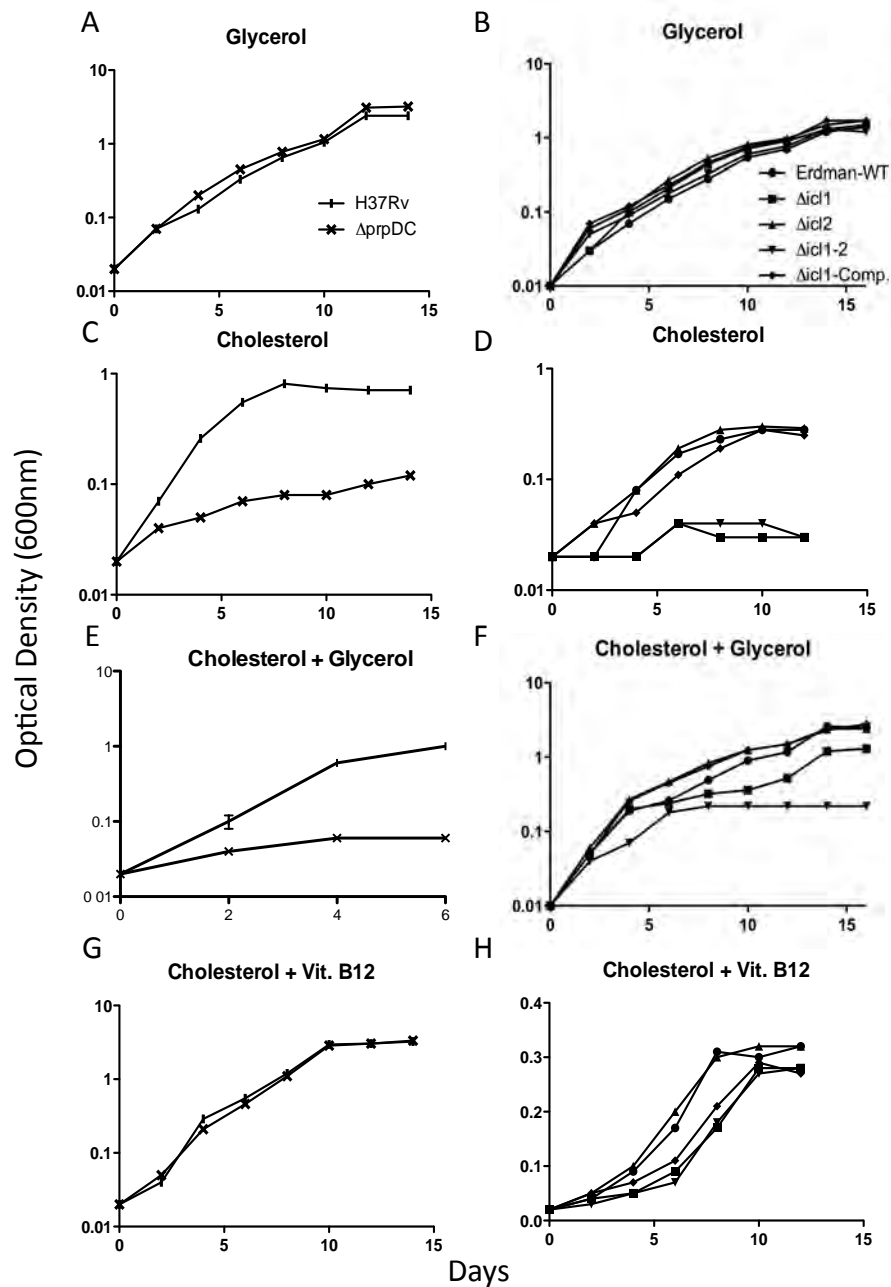 A
Glycerol
10
1
0.1
0.01
0
5
10
15
H37Rv
ΔprpDC
B
Glycerol
10
1
0.1
0.01
0
5
10
15
Erdman-WT
Δicl1
Δicl2
Δicl1-2
Δicl1-Comp.
C
Cholesterol
1
0.1
0.01
0
5
10
15
D
Cholesterol
1
0.1
0.01
0
5
10
15
E
Cholesterol + Glycerol
10
1
0.1
0 01
0
2
4
6
F
Cholesterol + Glycerol
10
1
0.1
0.01
0
5
10
15
G
Cholesterol + Vit. B12
10
1
0.1
0.01
0
5
10
15
H
Cholesterol + Vit. B12
0.4
0.3
0.2
0.1
0.0
0
5
10
15
Optical Density (600nm)
Days